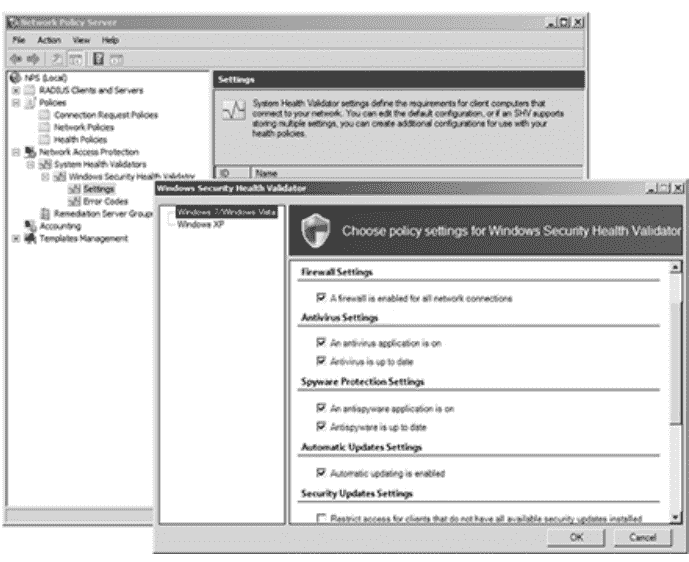 Network Policy Server
File Action View Help
NPS (Local)
RADIUS Clients and Servers
Policies
Connection Request Policies
Network Policies
Health Policies
Network Access Protection
System Health Validators
Windows Security Health Validator
Settings
Error Codes
Remediation Server Group
Accounting
Templates Management
Settings
System Health Validator settings define the requirements for client computers that
connect to your network. You can edit the default configuration, or if an SHV supports
storing multiple settings, you can create additional configurations for use with your
health policies.
ID Name
Windows Security Health Validator
Windows 7/Windows Vista
Windows XP
Choose policy settings for Windows Security Health Validator
Firewall Settings
A firewall is enabled for all network connections
Antivirus Settings
An antivirus application is on
Antivirus is up to date
Spyware Protection Settings
An antispyware application is on
Antispyware is up to date
Automatic Updates Settings
Automatic updating is enabled
Security Updates Settings
Restrict access for clients that do not have all available security updates installed
OK Cancel